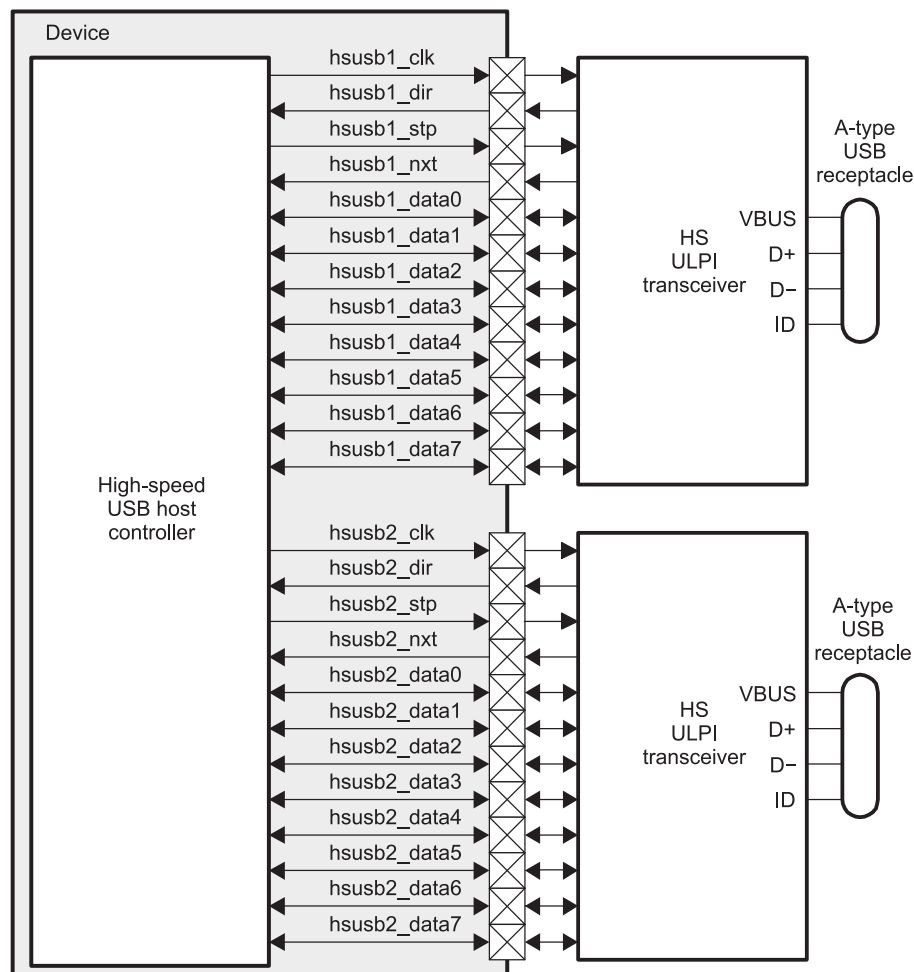 Device
hsusb1_clk
hsusb1_dir
hsusb1_stp
hsusb1_nxt
hsusb1_data0
hsusb1_data1
hsusb1_data2
hsusb1_data3
hsusb1_data4
hsusb1_data5
hsusb1_data6
hsusb1_data7
HS
ULPI
transceiver
VBUS
D+
D−
ID
A-type
USB
receptacle
High-speed
USB host
controller
hsusb2_clk
hsusb2_dir
hsusb2_stp
hsusb2_nxt
hsusb2_data0
hsusb2_data1
hsusb2_data2
hsusb2_data3
hsusb2_data4
hsusb2_data5
hsusb2_data6
hsusb2_data7
HS
ULPI
transceiver
VBUS
D+
D−
ID
A-type
USB
receptacle